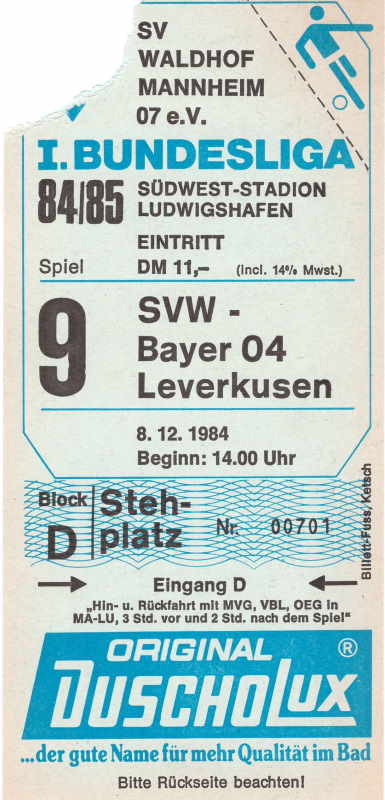 SV
WALDHOF
MANNHEIM
07 e.V.
I. BUNDESLIGA
84/85 SÜDWEST-STADION
LUDWIGSHAFEN
EINTRITT
Spiel DM 11,– (incl. 14% Mwst.)
9 SVW -
Bayer 04
Leverkusen
8. 12. 1984
Beginn: 14.00 Uhr
Block D
Steh-
platz
Nr. 00701
Billett-Fuss, Ketsch
Eingang D
„Hin- u. Rückfahrt mit MVG, VBL, OEG in
MA-LU, 3 Std. vor und 2 Std. nach dem Spiel"
ORIGINAL ®
DUSCHOLUX
...der gute Name für mehr Qualität im Bad
Bitte Rückseite beachten!